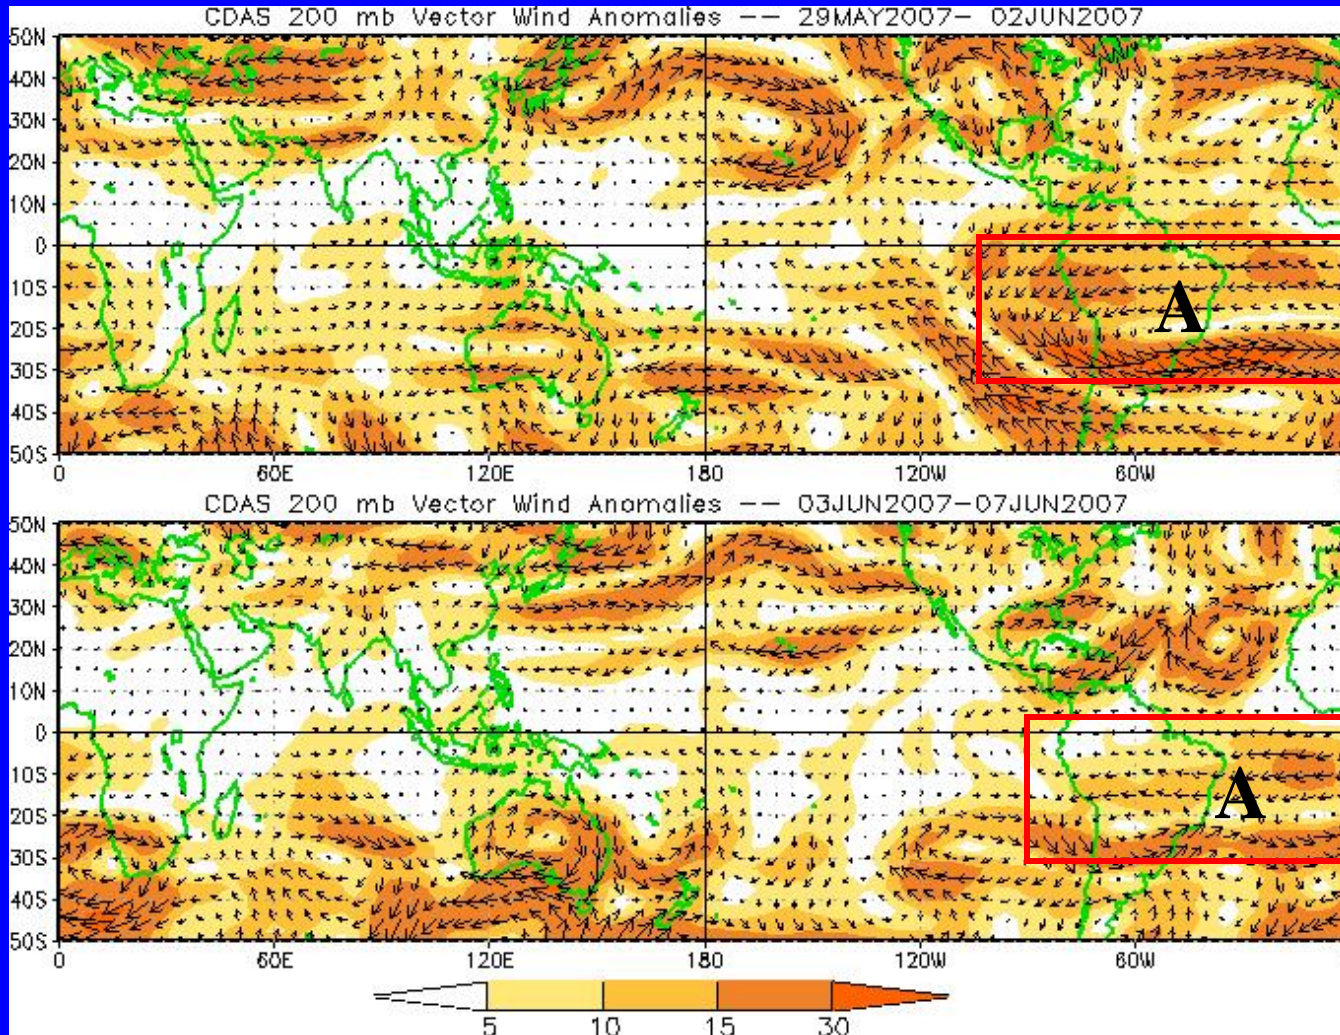 CDAS 200 mb Vector Wind Anomalies -- 29MAY2007- 02JUN2007
50N
40N
30N
20N
10N
0
10S
20S
30S
40S
50S
A
0 60E 120E 180 120W 60W
CDAS 200 mb Vector Wind Anomalies -- 03JUN2007-07JUN2007
50N
40N
30N
20N
10N
0
10S
20S
30S
40S
50S
A
0 60E 120E 180 120W 60W
5 10 15 30